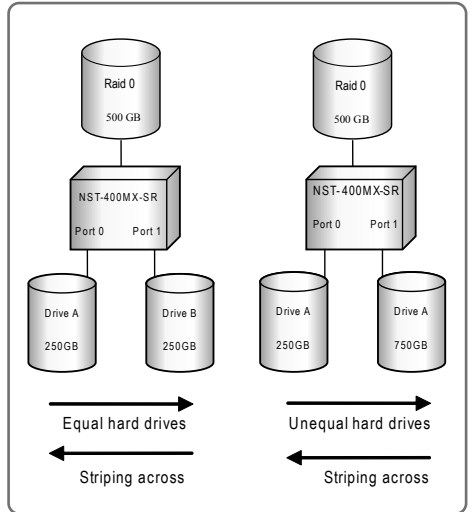 Raid 0
500 GB
NST-400MX-SR
Port 0 Port 1
Drive A
250GB
Drive B
250GB
Equal hard drives
Striping across
Raid 0
500 GB
NST-400MX-SR
Port 0 Port 1
Drive A
250GB
Drive A
750GB
Unequal hard drives
Striping across